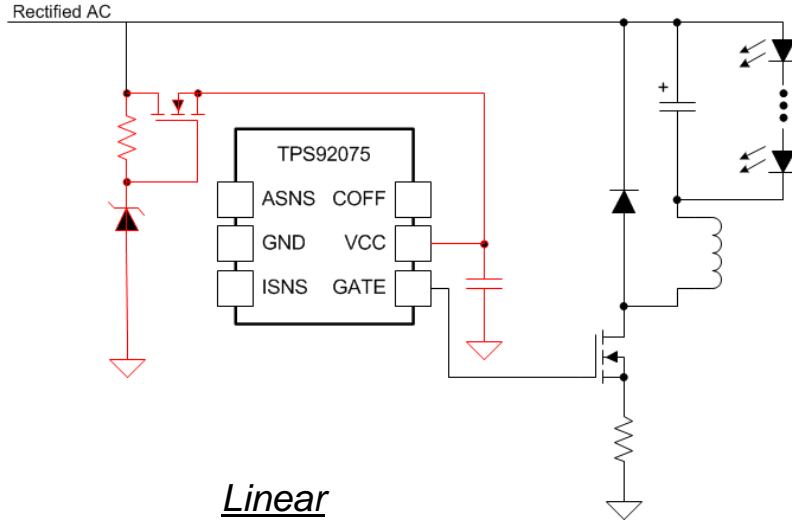 Rectified AC
TPS92075
ASNS COFF
GND VCC
ISNS GATE
+
Linear